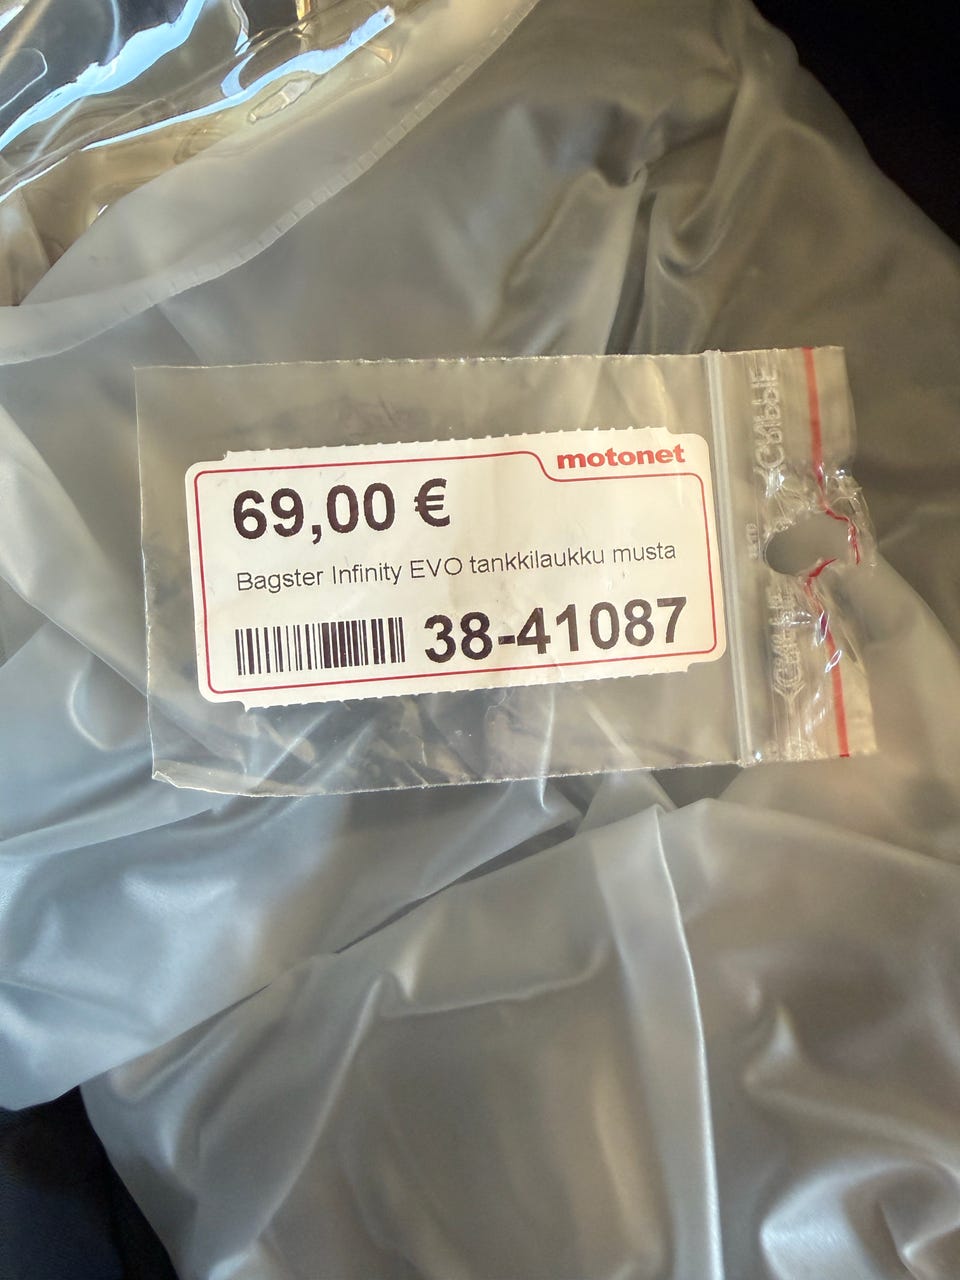 motonet
69,00 €
Bagster Infinity EVO tankkilaukku musta
38-41087